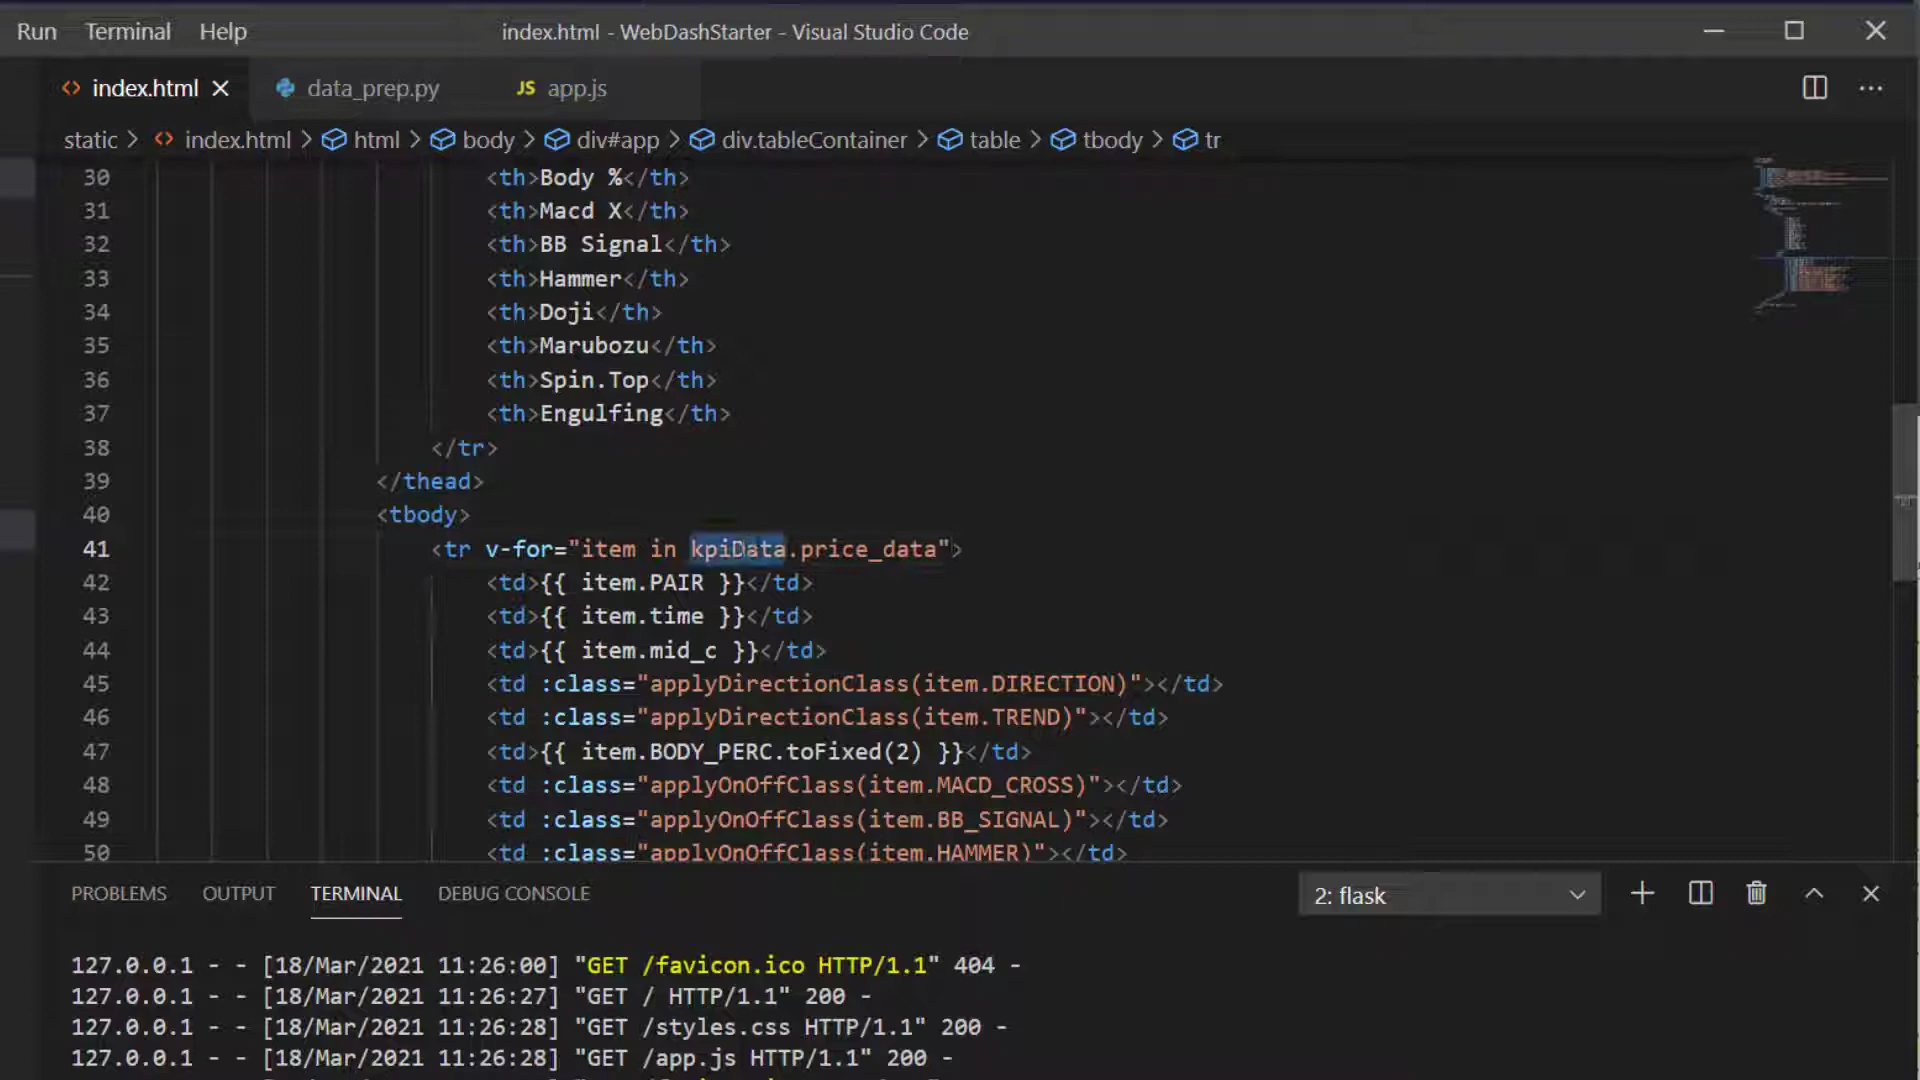 Run Terminal Help index.html - WebDashStarter - Visual Studio Code
index.html data_prep.py JS app.js
static > index.html > html > body > div#app > div.tableContainer > table > tbody > tr
30 <th>Body %</th>
31 <th>Macd X</th>
32 <th>BB Signal</th>
33 <th>Hammer</th>
34 <th>Doji</th>
35 <th>Marubozu</th>
36 <th>Spin.Top</th>
37 <th>Engulfing</th>
38 </tr>
39 </thead>
40 <tbody>
41 <tr v-for="item in kpiData.price_data">
42 <td>{{ item.PAIR }}</td>
43 <td>{{ item.time }}</td>
44 <td>{{ item.mid_c }}</td>
45 <td :class="applyDirectionClass(item.DIRECTION)"></td>
46 <td :class="applyDirectionClass(item.TREND)"></td>
47 <td>{{ item.BODY_PERC.toFixed(2) }}</td>
48 <td :class="applyOnOffClass(item.MACD_CROSS)"></td>
49 <td :class="applyOnOffClass(item.BB_SIGNAL)"></td>
50 <td :class="applyOnOffClass(item.HAMMER)"></td>
PROBLEMS OUTPUT TERMINAL DEBUG CONSOLE 2: flask
127.0.0.1 - - [18/Mar/2021 11:26:00] "GET /favicon.ico HTTP/1.1" 404 -
127.0.0.1 - - [18/Mar/2021 11:26:27] "GET / HTTP/1.1" 200 -
127.0.0.1 - - [18/Mar/2021 11:26:28] "GET /styles.css HTTP/1.1" 200 -
127.0.0.1 - - [18/Mar/2021 11:26:28] "GET /app.js HTTP/1.1" 200 -